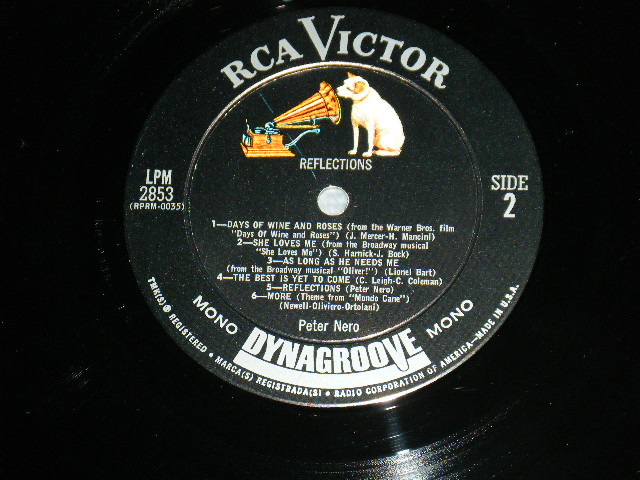 RCA VICTOR
REFLECTIONS
LPM
2853
(RPRM-0035)
SIDE
2
1—DAYS OF WINE AND ROSES (from the Warner Bros. film
"Days Of Wine and Roses") (J. Mercer-H. Mancini)
2—SHE LOVES ME (from the Broadway musical
"She Loves Me") (S. Harnick-J. Bock)
3—AS LONG AS HE NEEDS ME
(from the Broadway musical "Oliver!") (Lionel Bart)
4—THE BEST IS YET TO COME (C. Leigh-C. Coleman)
5—REFLECTIONS (Peter Nero)
6—MORE (Theme from "Mondo Cane")
(Newell-Oliviero-Ortolani)
Peter Nero
MONO DYNAGROOVE MONO
TMK(S) ® REGISTERED • MARCA(S) REGISTRADA(S) • RADIO CORPORATION OF AMERICA—MADE IN U.S.A.